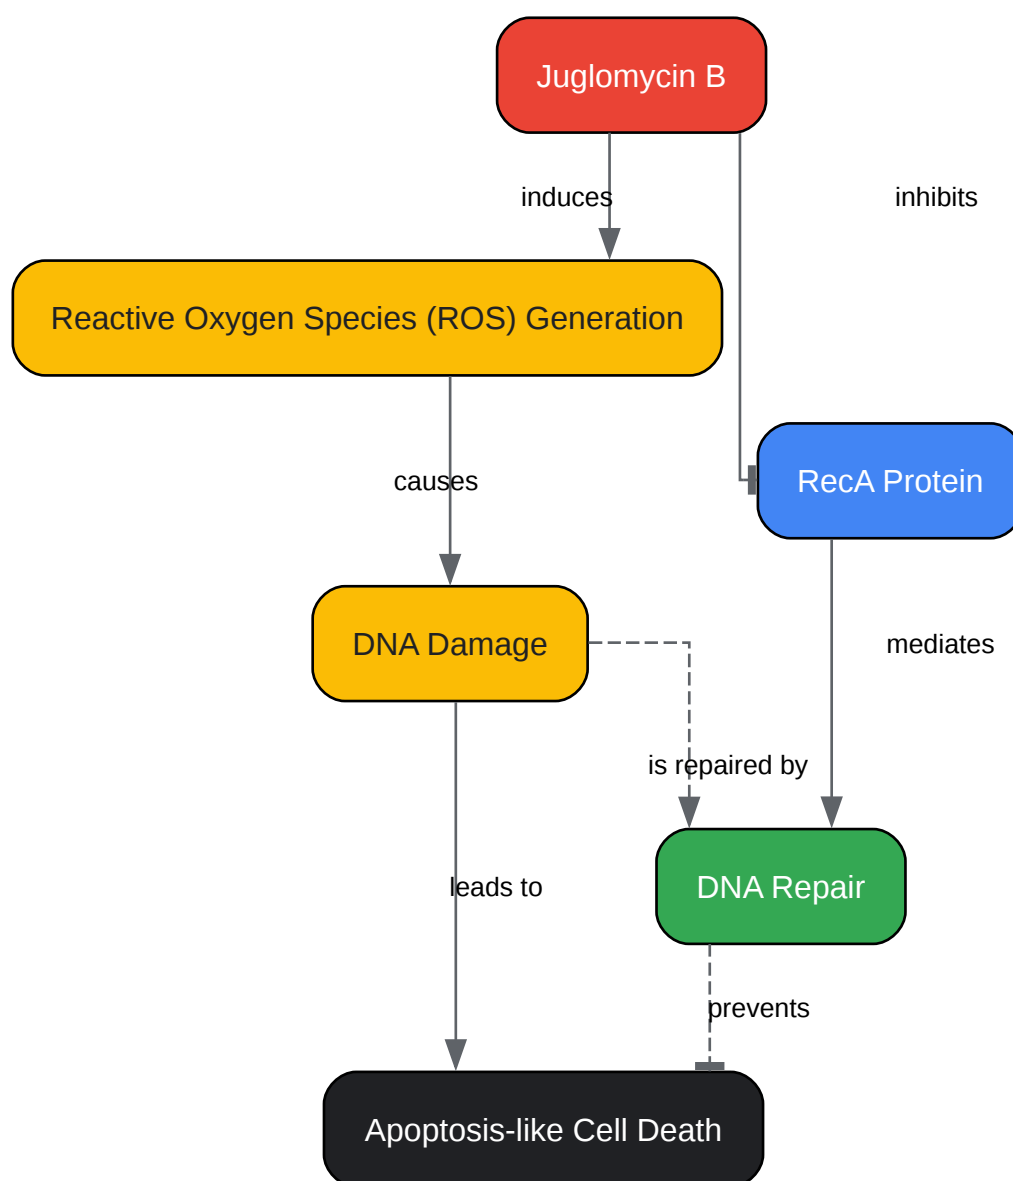 Juglomycin B
induces
inhibits
Reactive Oxygen Species (ROS) Generation
causes
RecA Protein
DNA Damage
mediates
is repaired by
leads to
DNA Repair
prevents
Apoptosis-like Cell Death